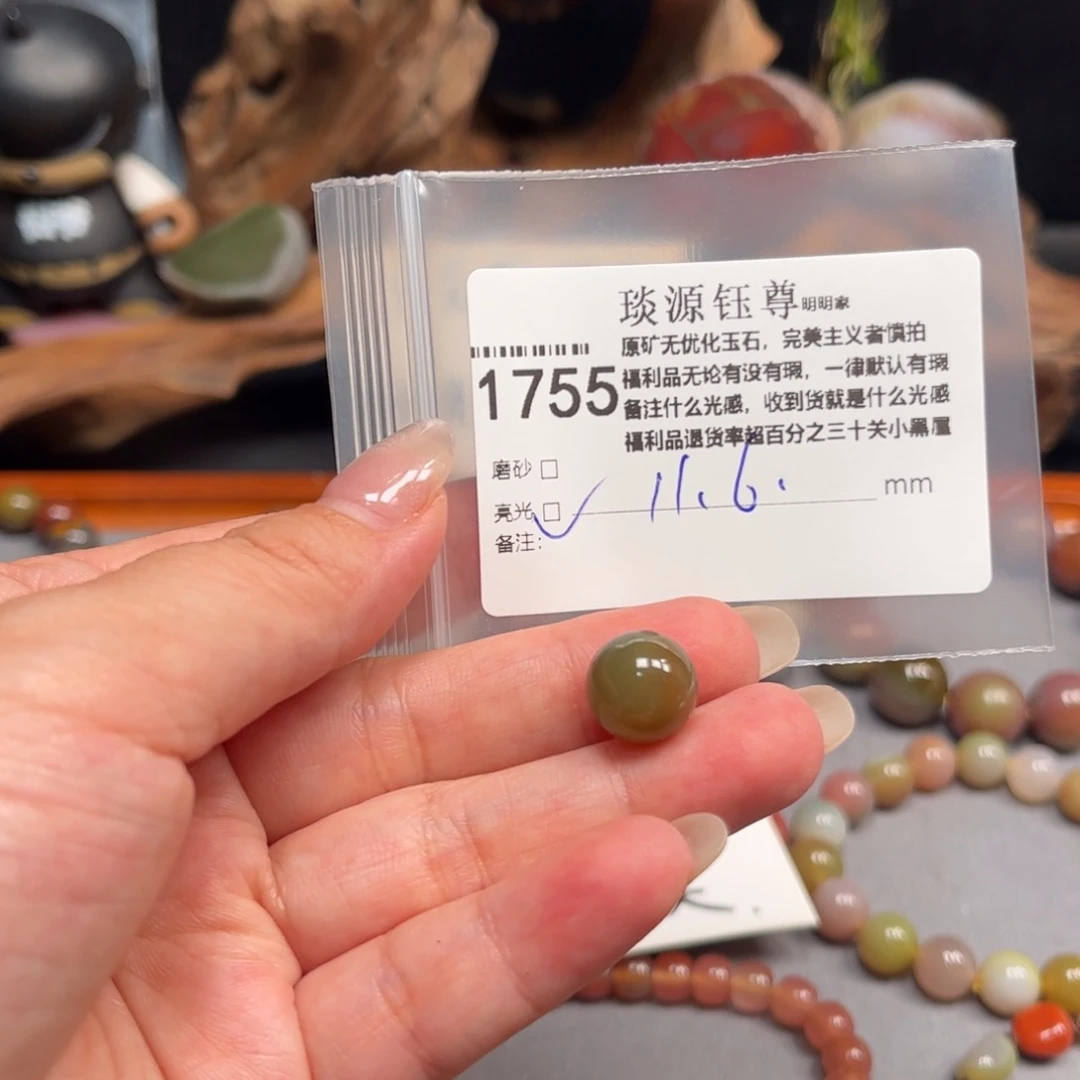 琰源钰尊明明家
原矿无优化玉石，完美主义者慎拍
1755
福利品无论有没有瑕，一律默认有瑕
备注什么光感，收到货就是什么光感
福利品退货率超百分之三十关小黑屋
磨砂 □
亮光 □ ✓ 11.6. mm
备注：